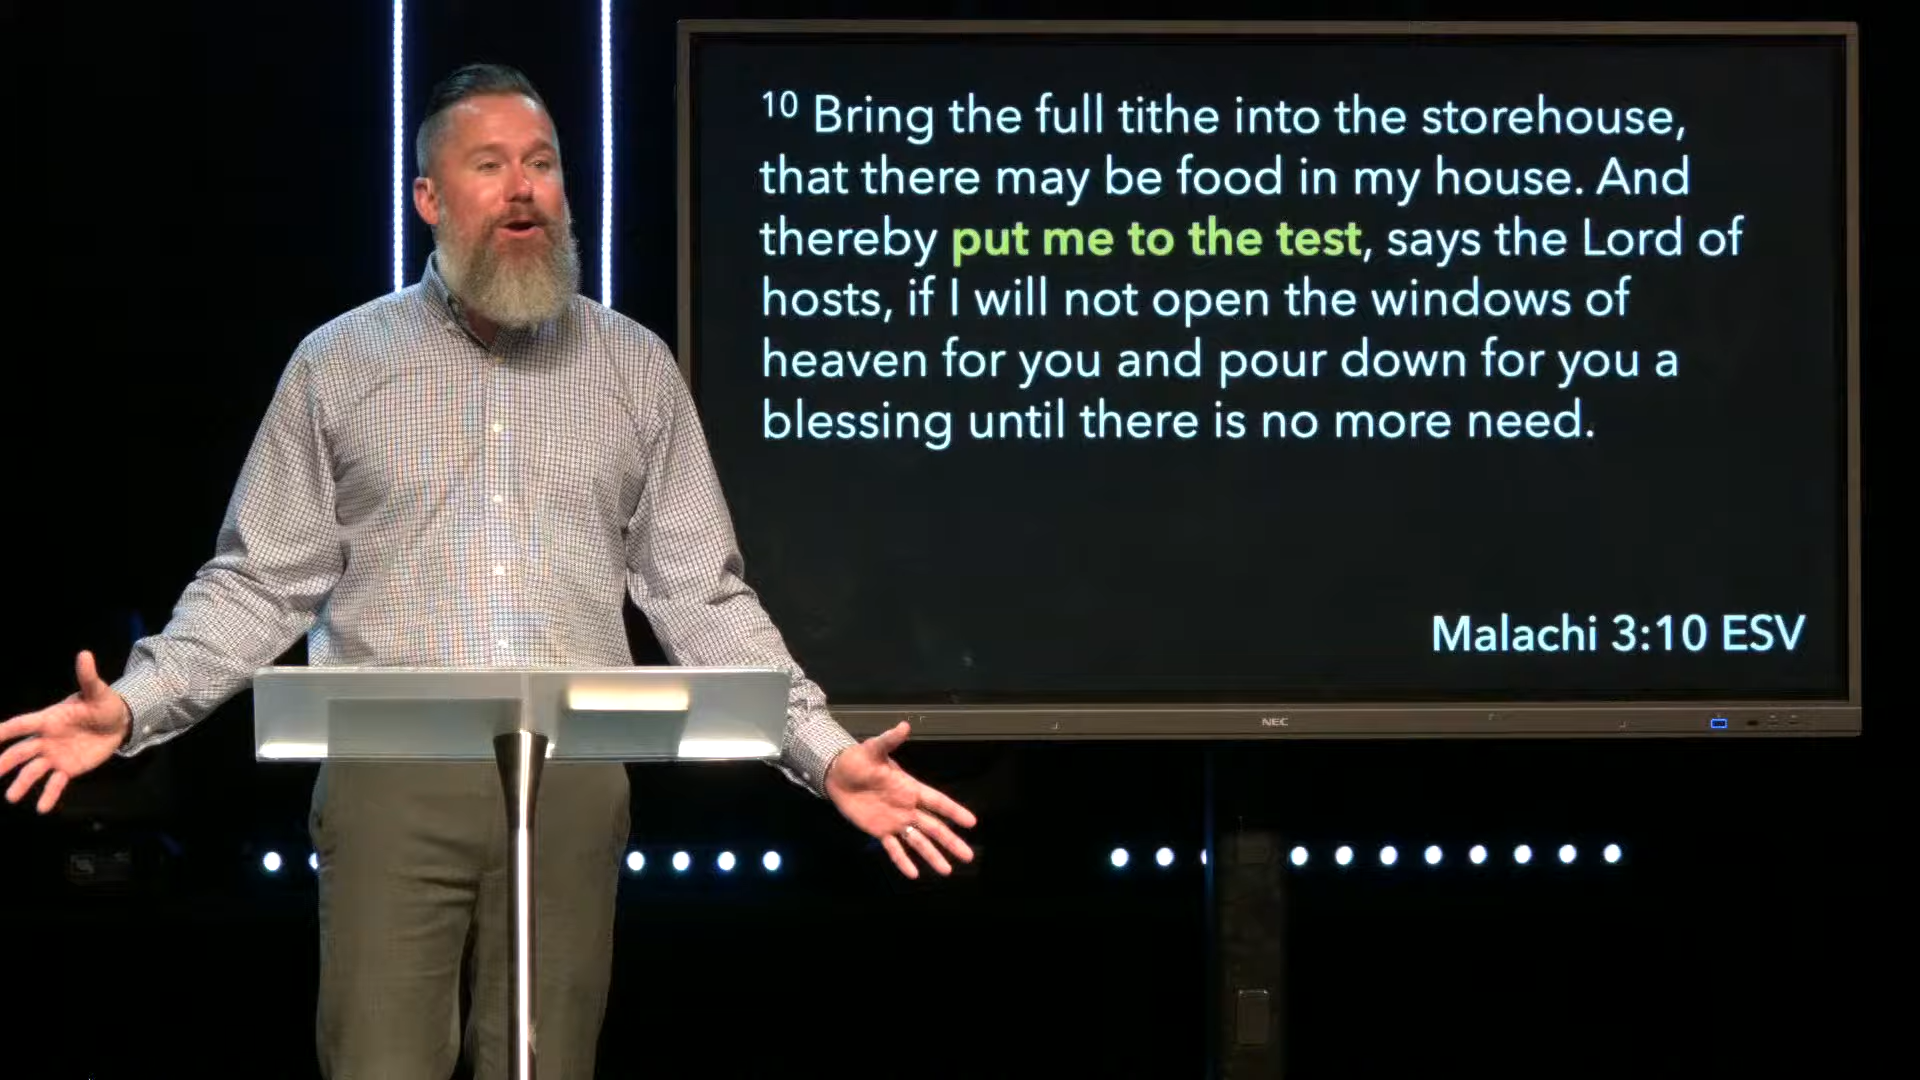 10 Bring the full tithe into the storehouse,
that there may be food in my house. And
thereby put me to the test, says the Lord of
hosts, if I will not open the windows of
heaven for you and pour down for you a
blessing until there is no more need.
Malachi 3:10 ESV
NEC